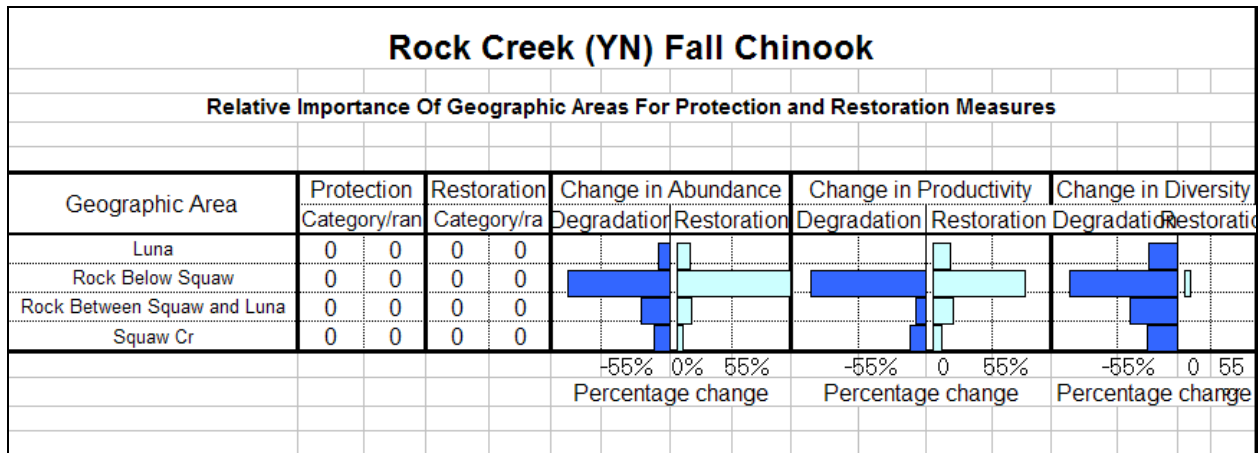 Rock Creek (YN) Fall Chinook
Relative Importance Of Geographic Areas For Protection and Restoration Measures
Geographic Area Protection Restoration Change in Abundance Change in Productivity Change in Diversity
Category/ran Category/ra Degradation Restoration Degradation Restoration Degradation Restoratio
Luna 0 0 0 0
Rock Below Squaw 0 0 0 0
Rock Between Squaw and Luna 0 0 0 0
Squaw Cr 0 0 0 0
-55% 0% 55% -55% 0 55% -55% 0 55
Percentage change Percentage change Percentage change